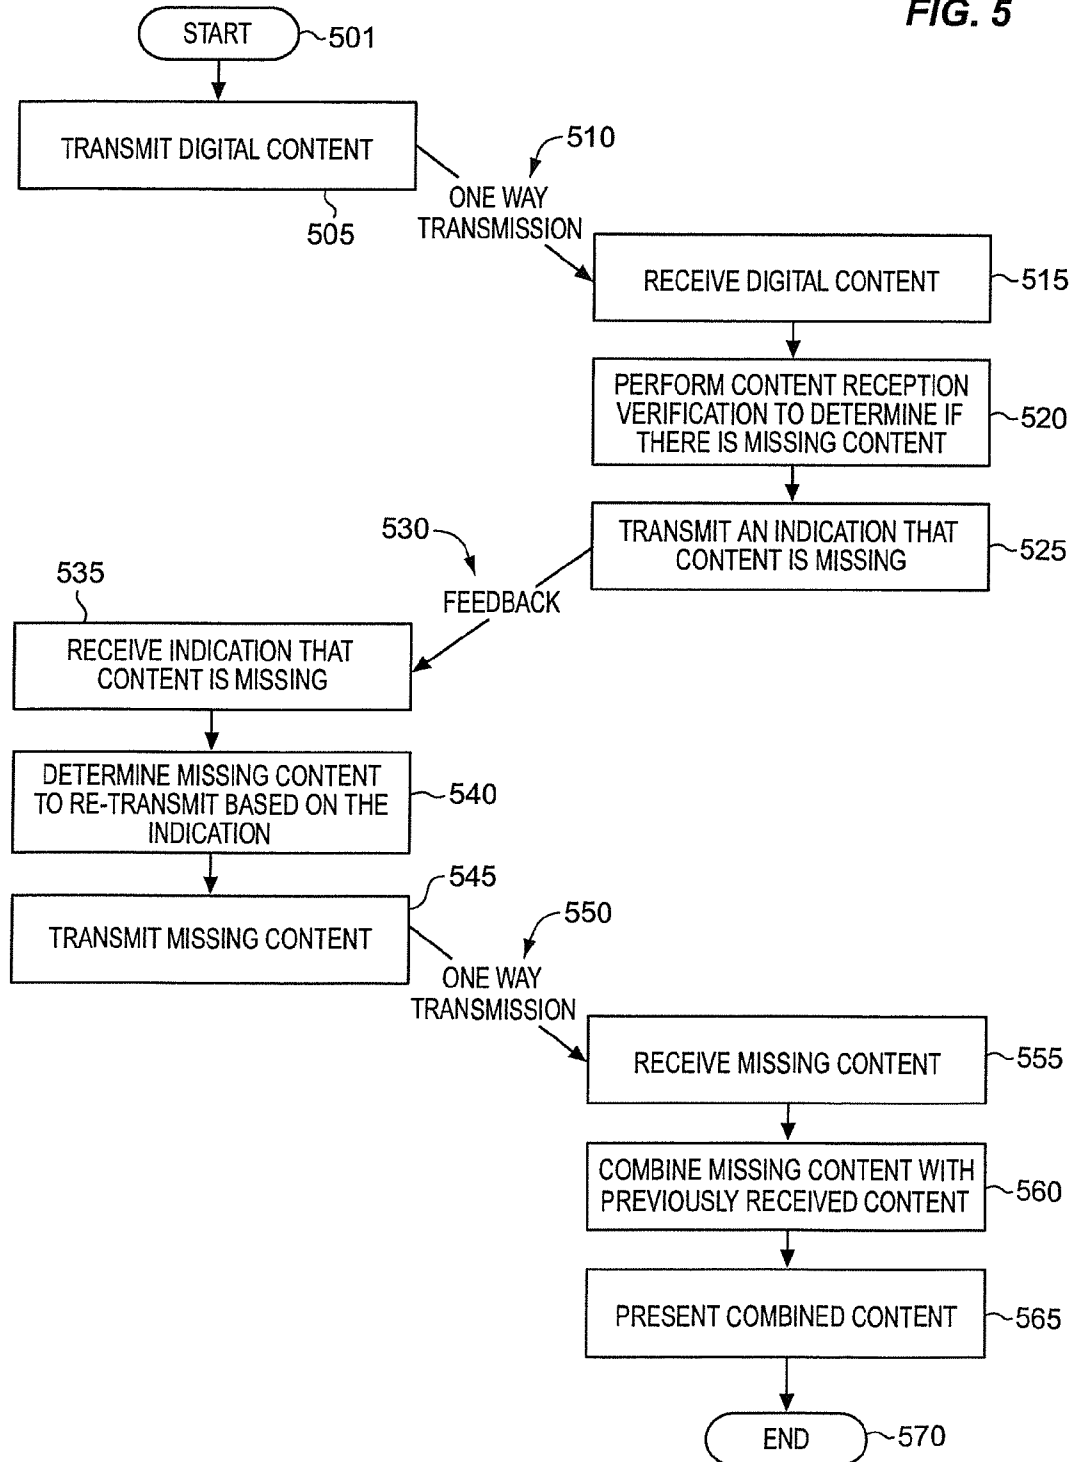 FIG. 5
START
501
TRANSMIT DIGITAL CONTENT
505
510
ONE WAY
TRANSMISSION
RECEIVE DIGITAL CONTENT
515
PERFORM CONTENT RECEPTION
VERIFICATION TO DETERMINE IF
THERE IS MISSING CONTENT
520
TRANSMIT AN INDICATION THAT
CONTENT IS MISSING
525
530
FEEDBACK
535
RECEIVE INDICATION THAT
CONTENT IS MISSING
DETERMINE MISSING CONTENT
TO RE-TRANSMIT BASED ON THE
INDICATION
540
545
TRANSMIT MISSING CONTENT
550
ONE WAY
TRANSMISSION
RECEIVE MISSING CONTENT
555
COMBINE MISSING CONTENT WITH
PREVIOUSLY RECEIVED CONTENT
560
PRESENT COMBINED CONTENT
565
END
570